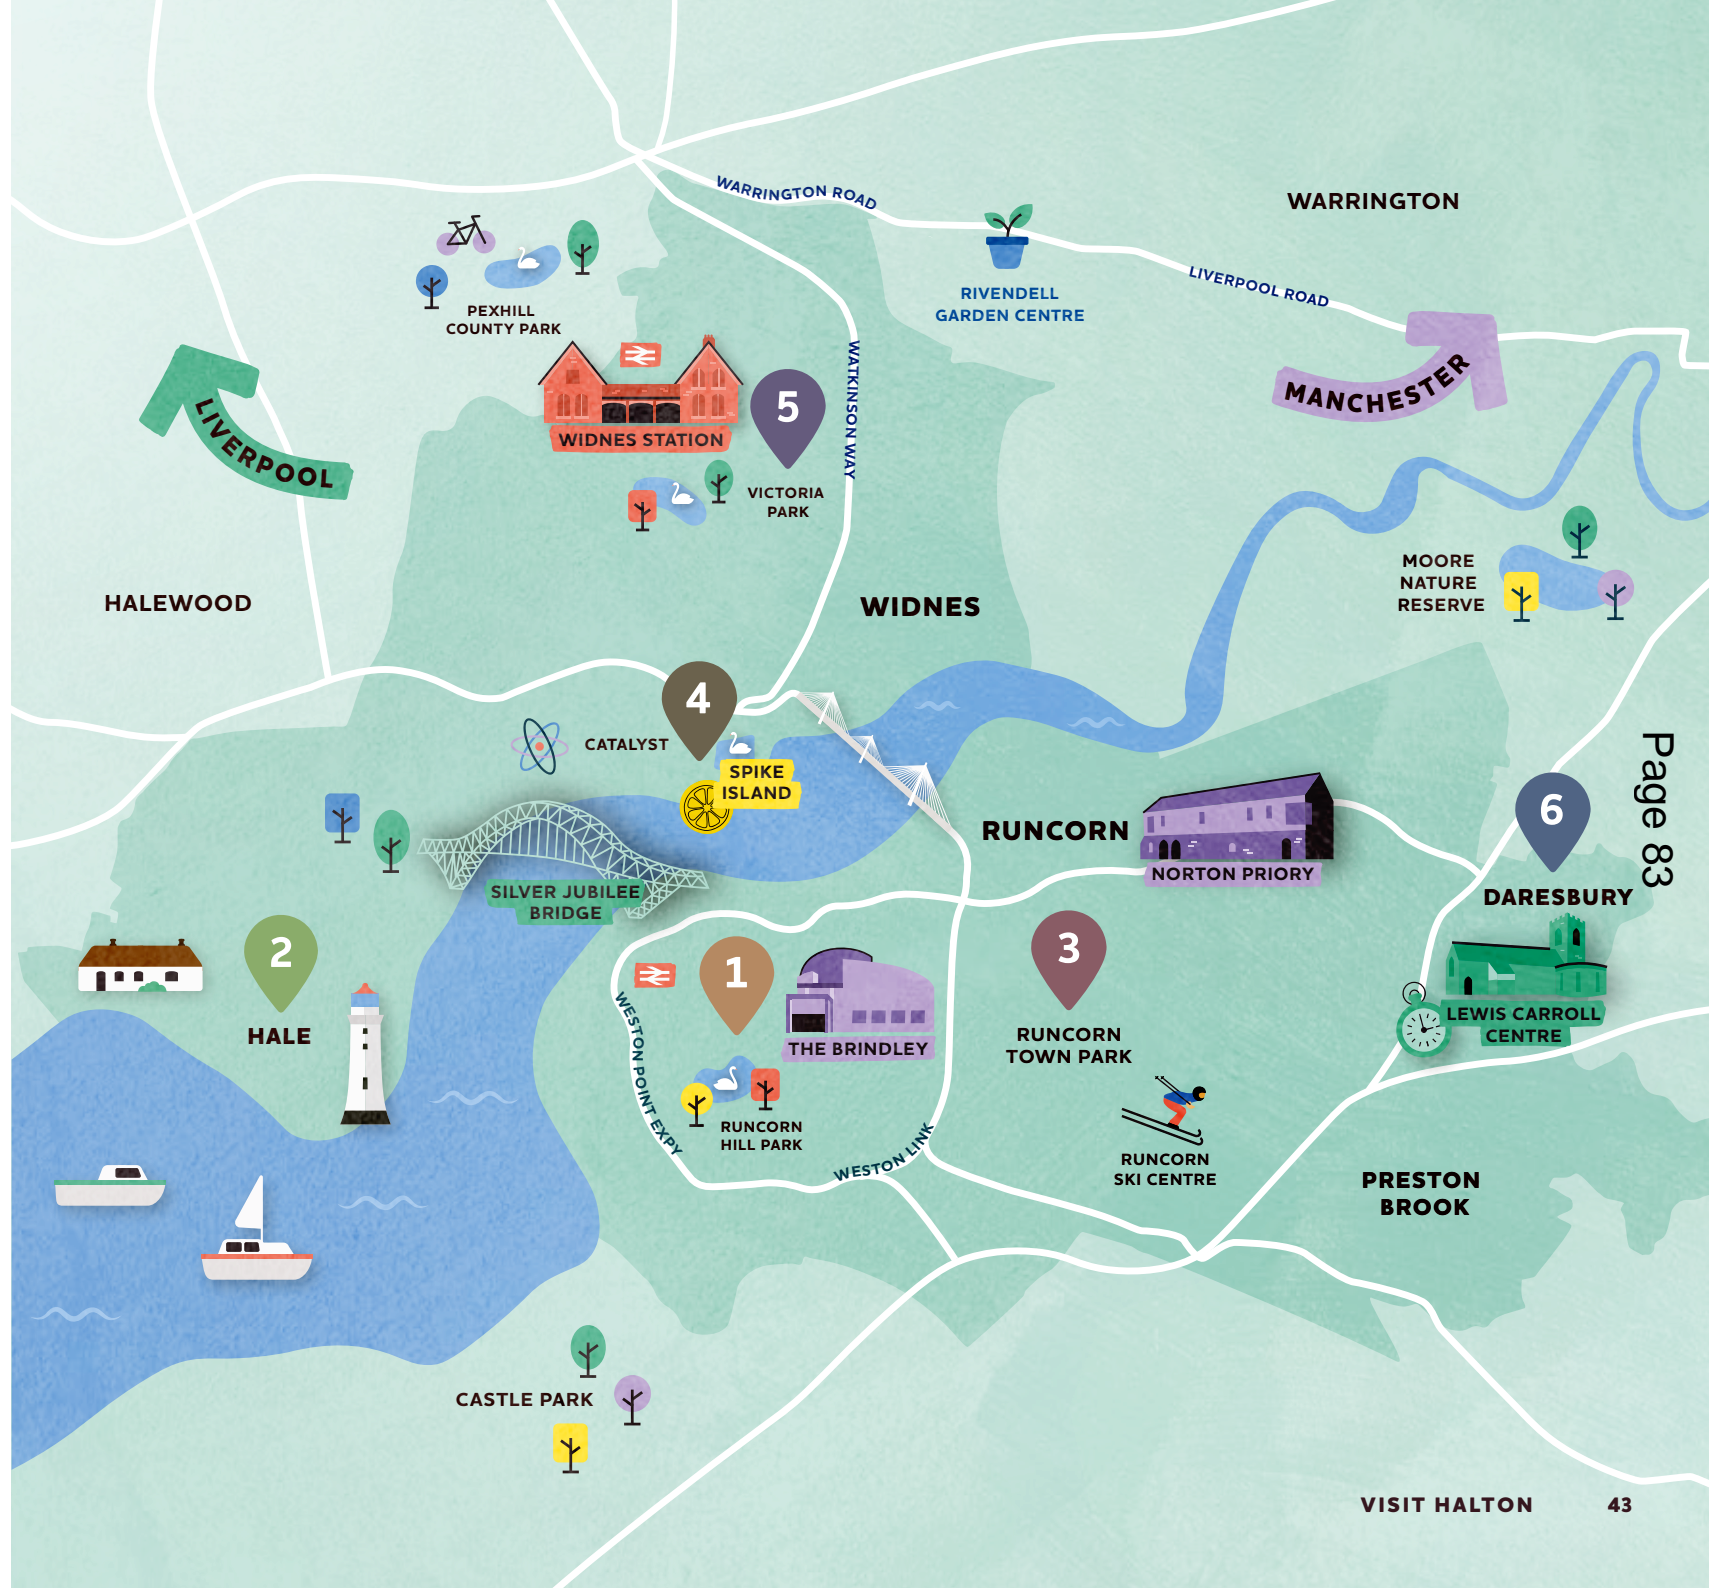 WARRINGTON ROAD
WARRINGTON
LIVERPOOL ROAD
RIVENDELL
GARDEN CENTRE
PEXHILL
COUNTY PARK
MANCHESTER
WIDNES STATION
5
WATKINSON WAY
LIVERPOOL
VICTORIA
PARK
MOORE
NATURE
RESERVE
HALEWOOD
WIDNES
4
CATALYST
SPIKE
ISLAND
Page 83
6
RUNCORN
NORTON PRIORY
DARESBURY
SILVER JUBILEE
BRIDGE
2
HALE
1
THE BRINDLEY
3
RUNCORN
TOWN PARK
LEWIS CARROLL
CENTRE
WESTON POINT EXPY
RUNCORN
HILL PARK
WESTON LINK
RUNCORN
SKI CENTRE
PRESTON
BROOK
CASTLE PARK
VISIT HALTON 43